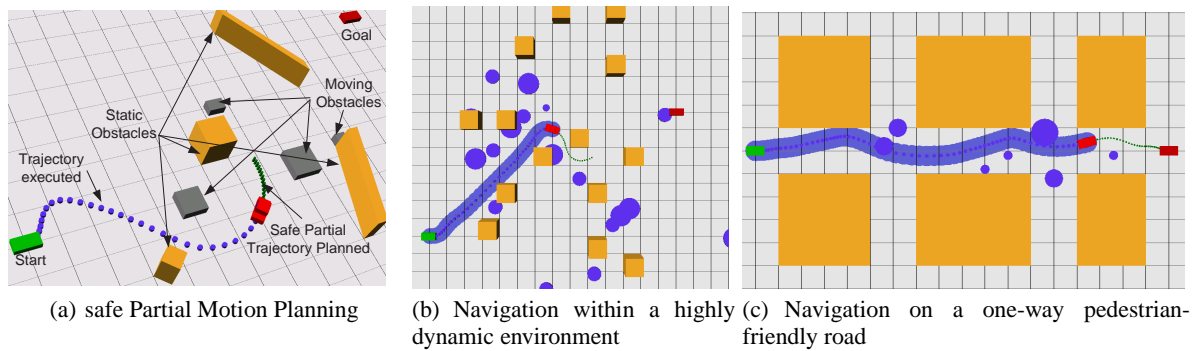 Goal
Moving
Obstacles
Static
Obstacles
Trajectory
executed
Safe Partial
Trajectory Planned
Start
(a) safe Partial Motion Planning
(b) Navigation within a highly
dynamic environment
(c) Navigation on a one-way pedestrian-
friendly road